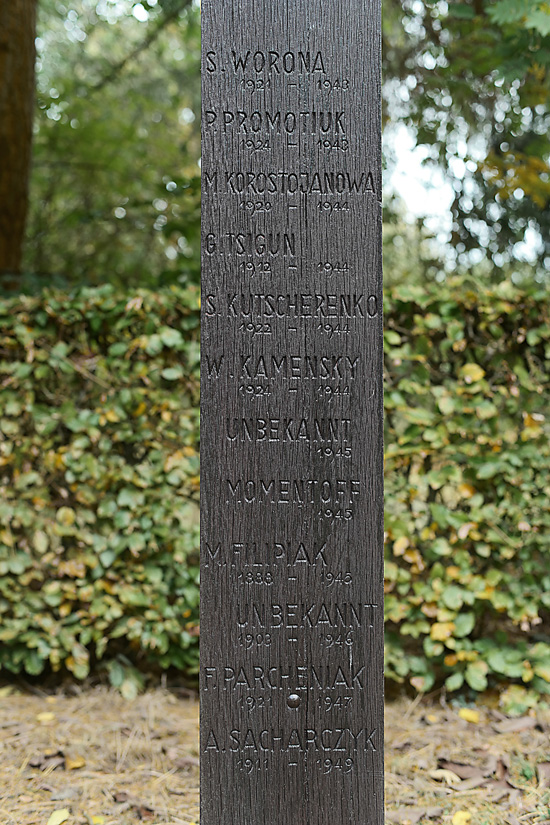 S. WORONA
1921 – 1943
P. PROMOTIUK
1924 – 1943
M. KOROSTOJANOWA
1920 – 1944
G. TSIGUN
1912 – 1944
S. KUTSCHERENKO
1922 – 1944
W. KAMENSKY
1924 – 1944
UNBEKANNT
1945
MOMENTOFF
1945
M. FILIPIAK
1888 – 1945
UNBEKANNT
1903 – 1946
F. PARCHENIAK
1921 1947
A. SACHARCZYK
1911 – 1949